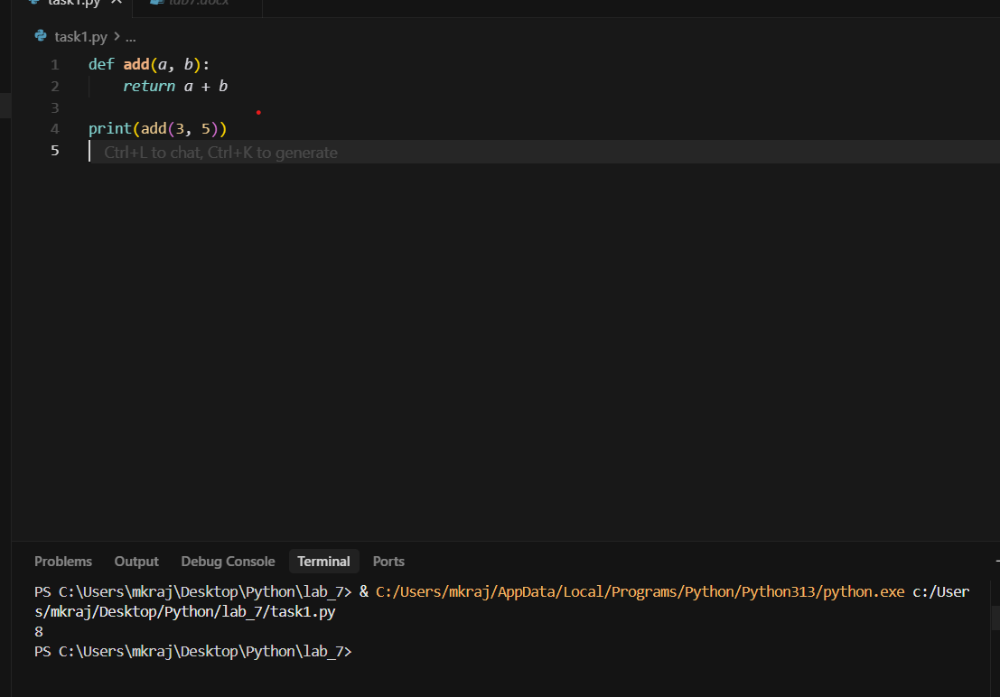 task1.py
lab7.docx
task1.py > ...
1 def add(a, b):
2     return a + b
3
4 print(add(3, 5))
5 Ctrl+L to chat, Ctrl+K to generate
Problems Output Debug Console Terminal Ports
PS C:\Users\mkraj\Desktop\Python\lab_7> & C:/Users/mkraj/AppData/Local/Programs/Python/Python313/python.exe c:/User
s/mkraj/Desktop/Python/lab_7/task1.py
8
PS C:\Users\mkraj\Desktop\Python\lab_7>